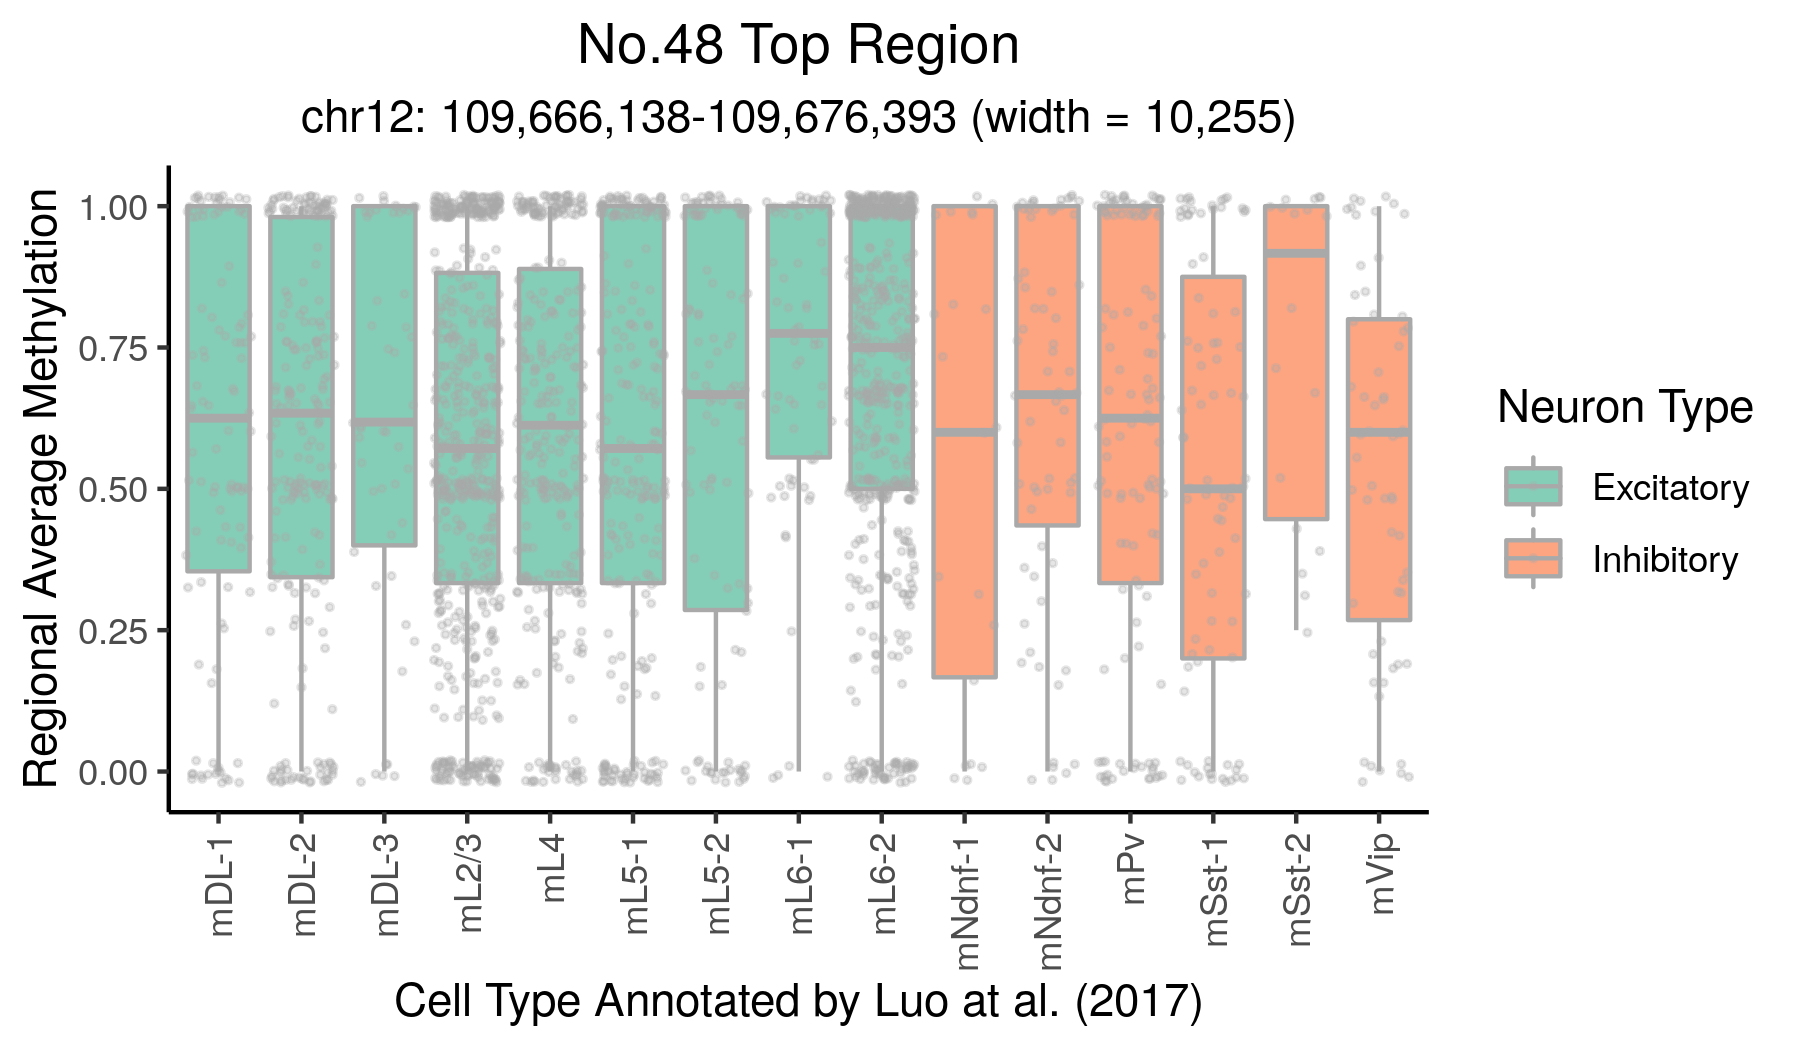 No.48 Top Region
chr12: 109,666,138-109,676,393 (width = 10,255)
Regional Average Methylation
1.00
0.75
0.50
0.25
0.00
mDL-1
mDL-2
mDL-3
mL2/3
mL4
mL5-1
mL5-2
mL6-1
mL6-2
mNdnf-1
mNdnf-2
mPv
mSst-1
mSst-2
mVip
Cell Type Annotated by Luo at al. (2017)
Neuron Type
Excitatory
Inhibitory